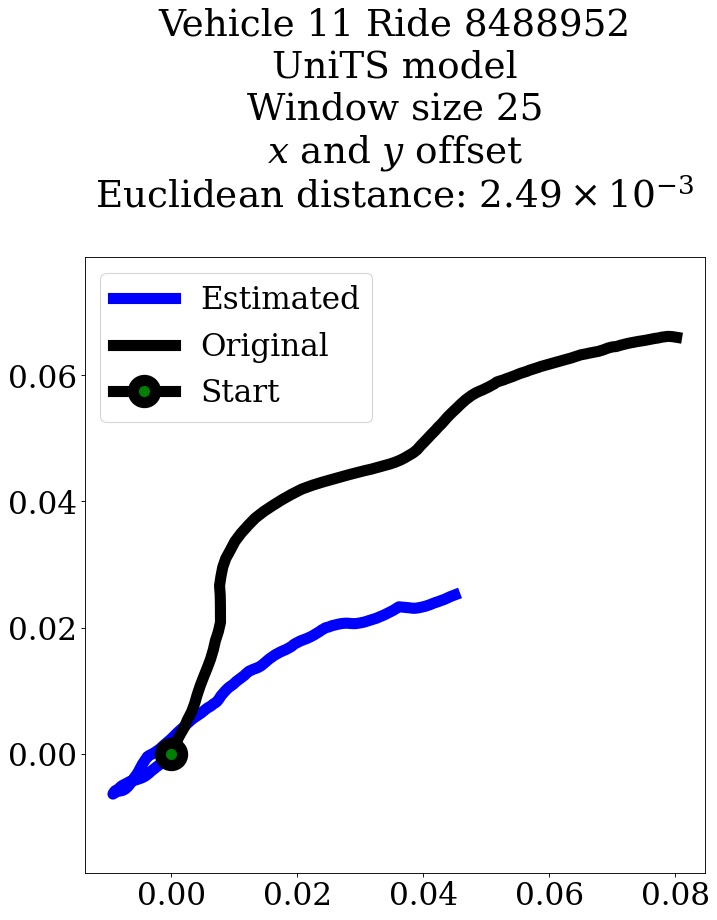 Vehicle 11 Ride 8488952
UniTS model
Window size 25
x and y offset
Euclidean distance: 2.49 × 10⁻³
Estimated
Original
Start
0.06
0.04
0.02
0.00
0.00 0.02 0.04 0.06 0.08